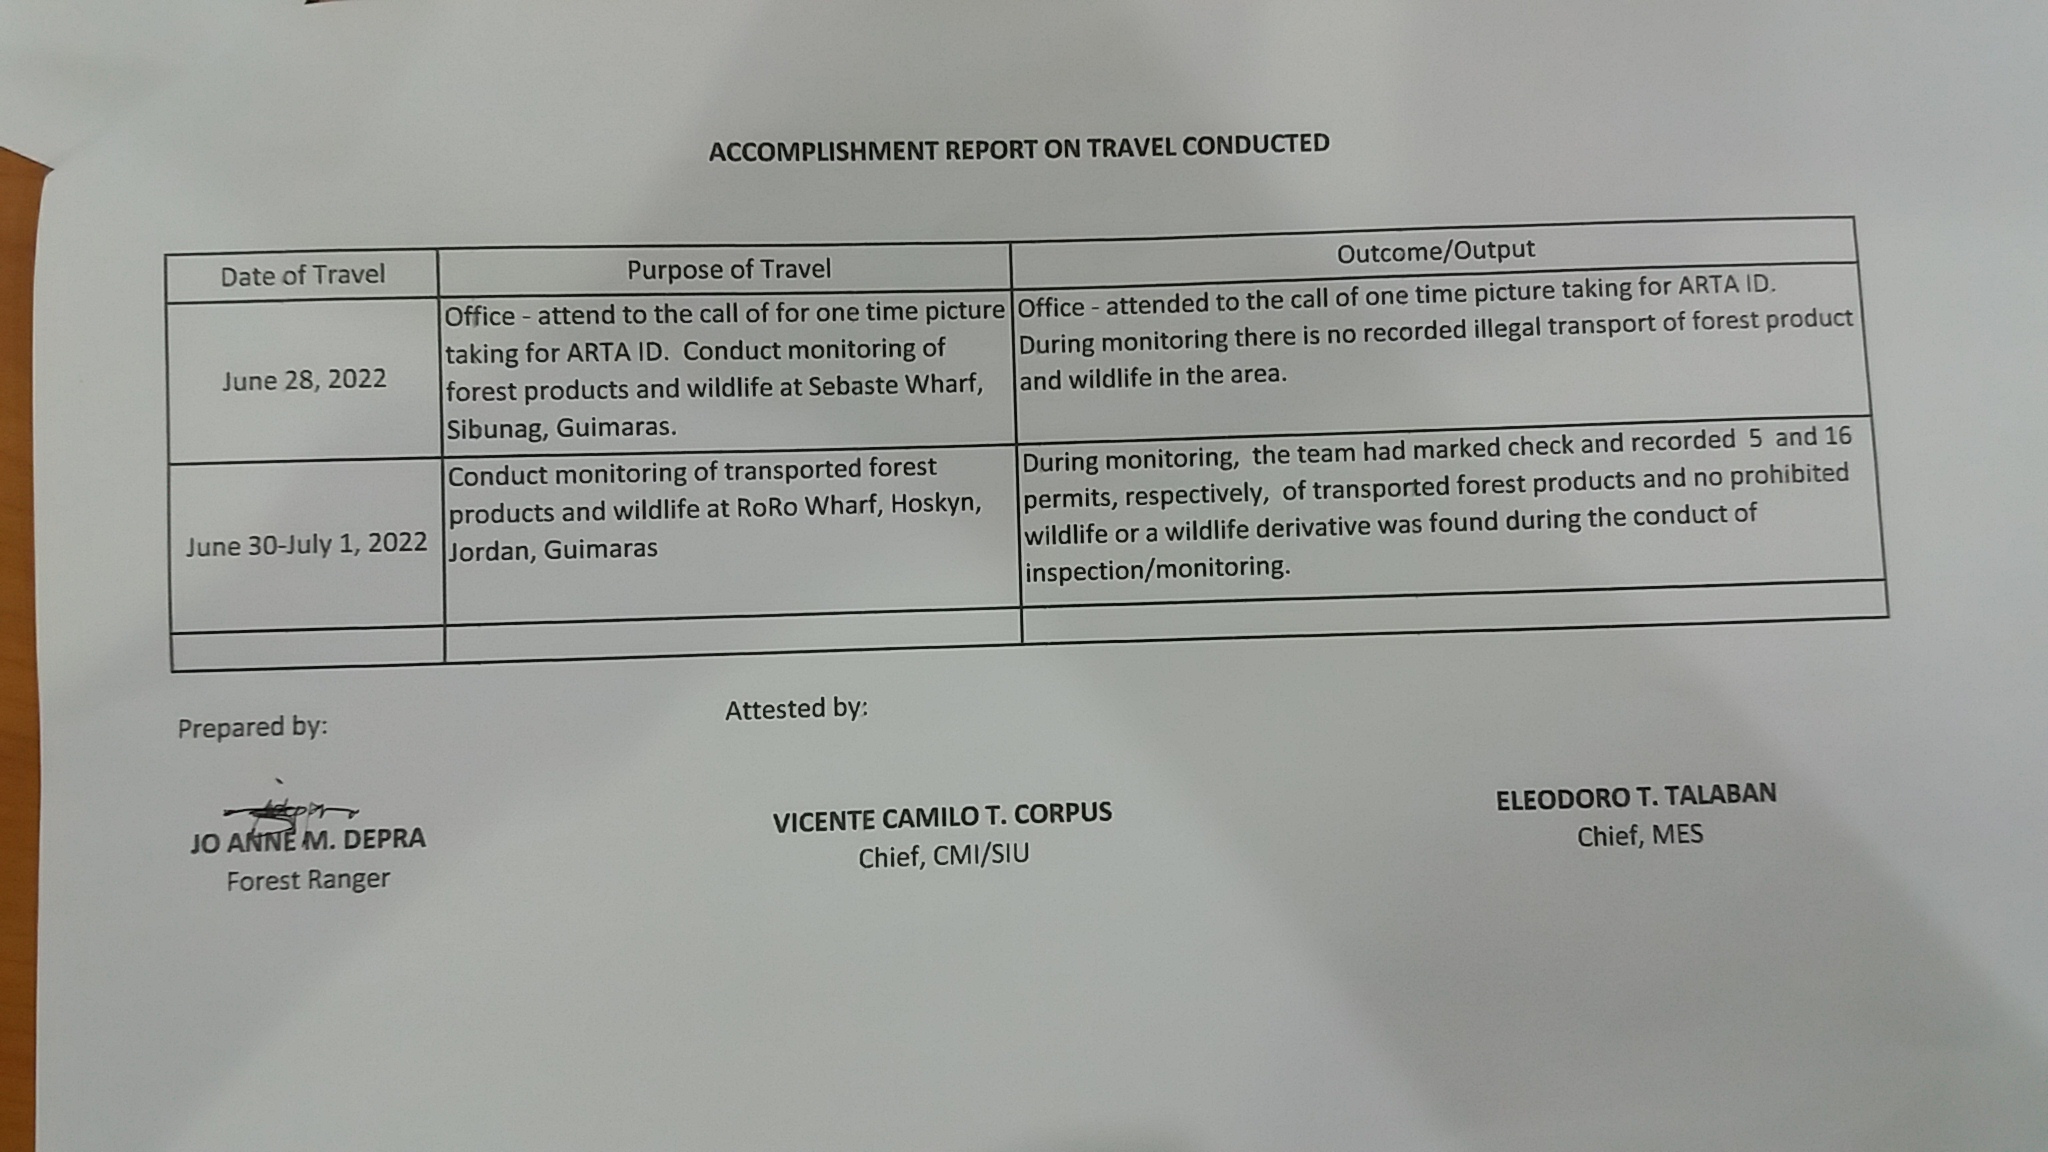 ACCOMPLISHMENT REPORT ON TRAVEL CONDUCTED
Date of Travel
Purpose of Travel
Outcome/Output
June 28, 2022
Office - attend to the call of for one time picture
taking for ARTA ID. Conduct monitoring of
forest products and wildlife at Sebaste Wharf,
Sibunag, Guimaras.
Office - attended to the call of one time picture taking for ARTA ID.
During monitoring there is no recorded illegal transport of forest product
and wildlife in the area.
June 30-July 1, 2022
Conduct monitoring of transported forest
products and wildlife at RoRo Wharf, Hoskyn,
Jordan, Guimaras
During monitoring, the team had marked check and recorded 5 and 16
permits, respectively, of transported forest products and no prohibited
wildlife or a wildlife derivative was found during the conduct of
inspection/monitoring.
Prepared by:
Attested by:
JO ANNE M. DEPRA
Forest Ranger
VICENTE CAMILO T. CORPUS
Chief, CMI/SIU
ELEODORO T. TALABAN
Chief, MES